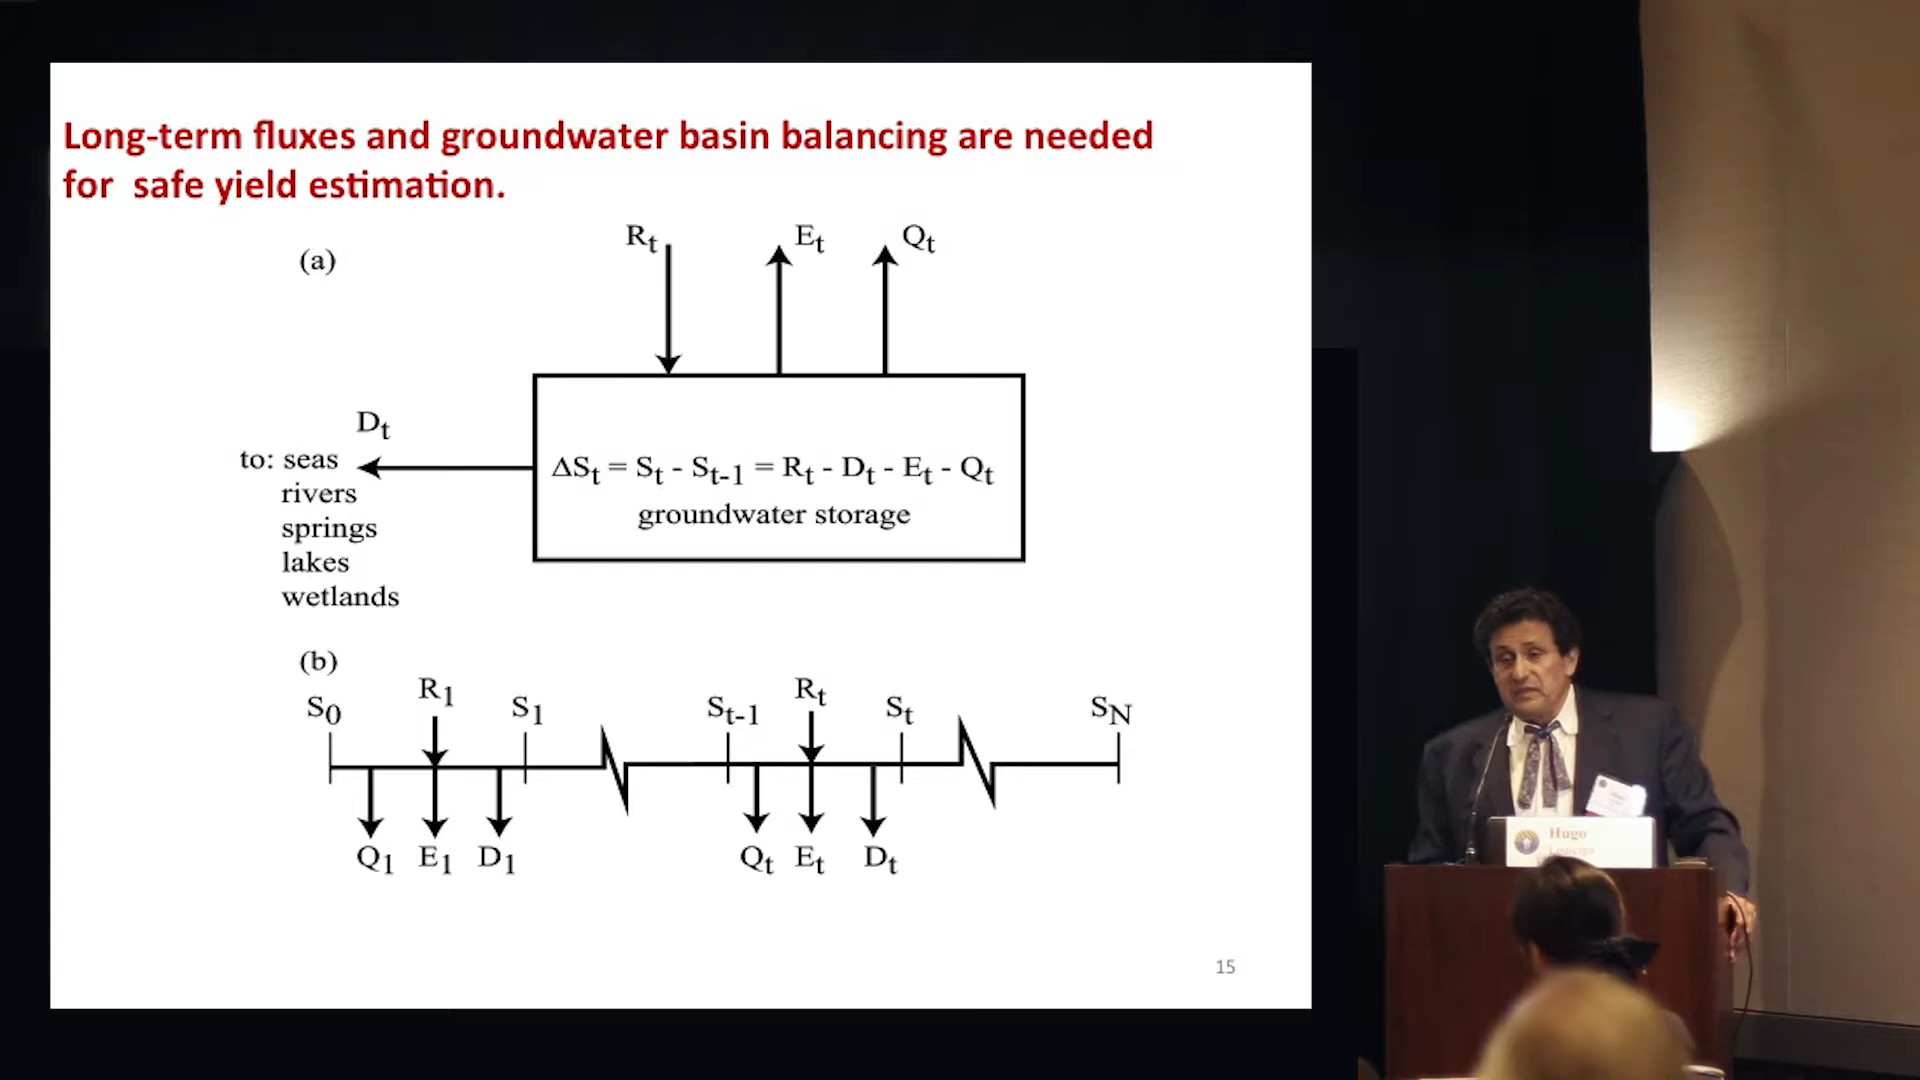 Long-term fluxes and groundwater basin balancing are needed
for safe yield estimation.
(a)
Rt
Et
Qt
Dt
to: seas
rivers
springs
lakes
wetlands
ΔSt = St - St-1 = Rt - Dt - Et - Qt
groundwater storage
(b)
S0
R1
S1
St-1
Rt
St
SN
Q1
E1
D1
Qt
Et
Dt
15
Hugo